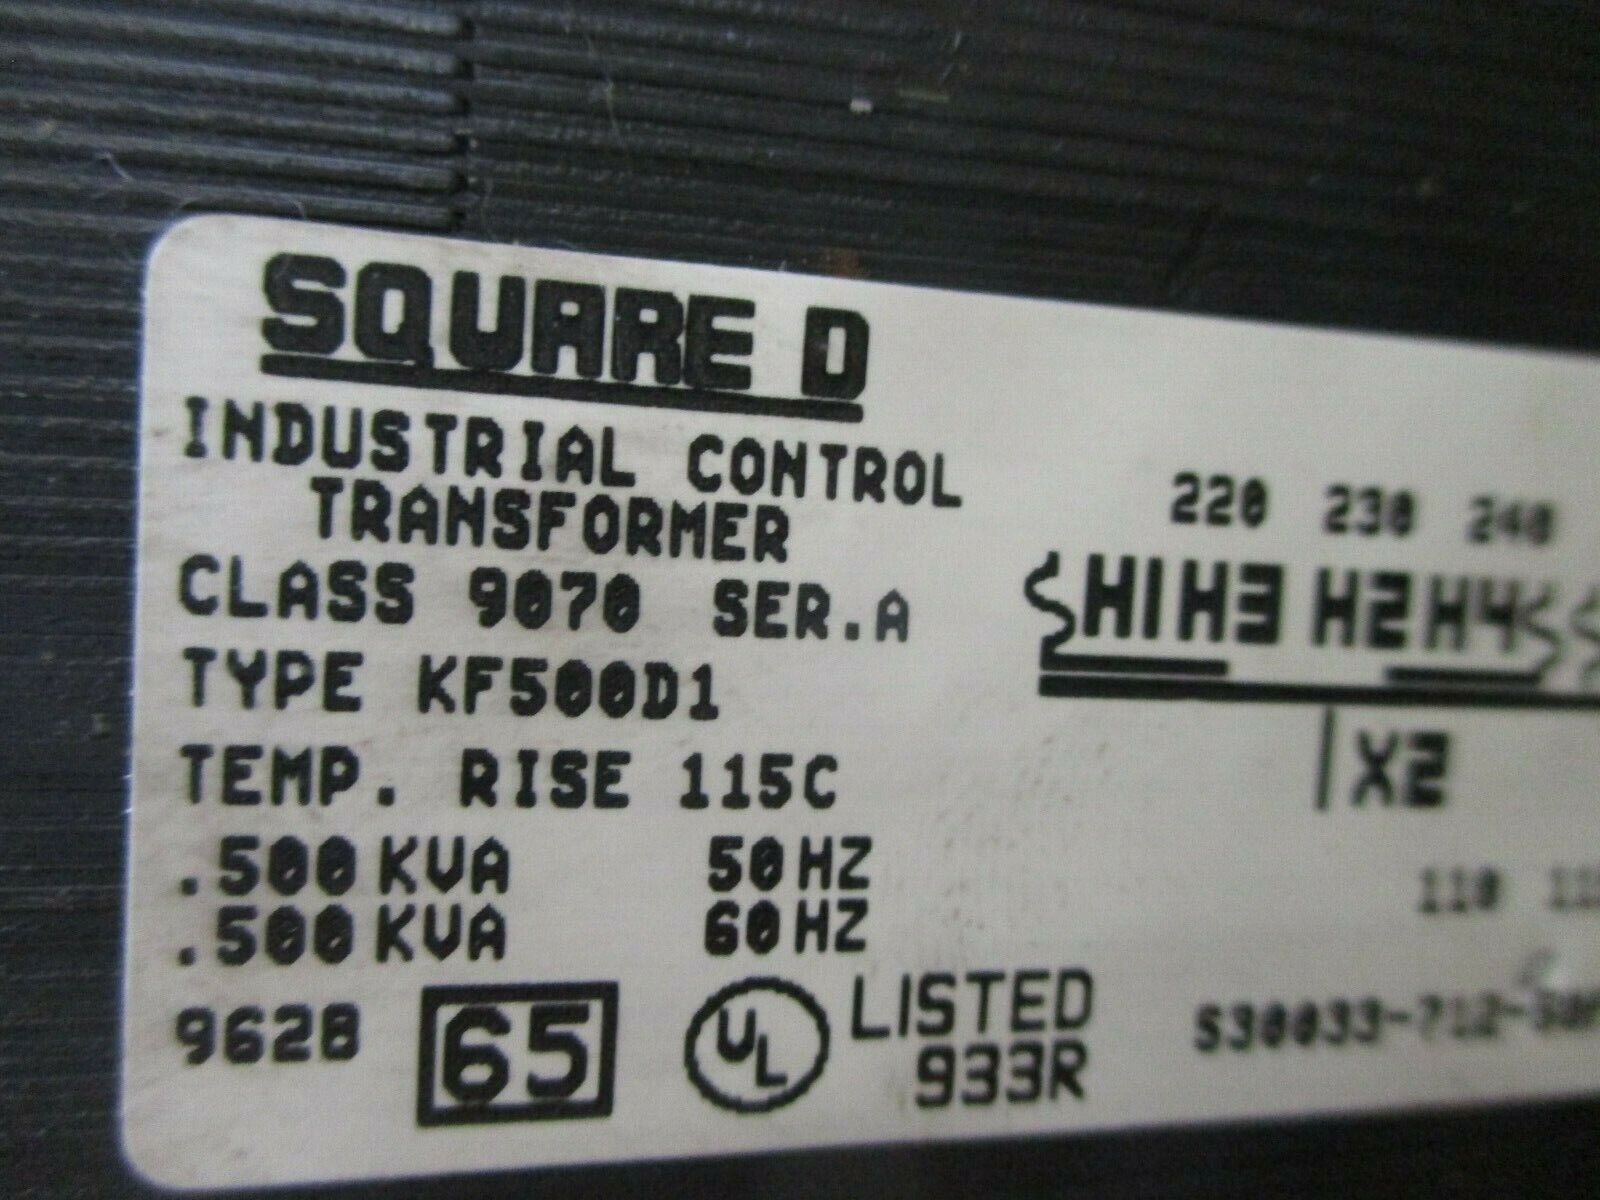 SQUARE D
INDUSTRIAL CONTROL
TRANSFORMER
CLASS 9070 SER.A
TYPE KF500D1
TEMP. RISE 115C
.500 KVA 50 HZ
.500 KVA 60 HZ
9628 65 UL LISTED
933R
220 230 240
H1 H3 H2 H4
X2
110